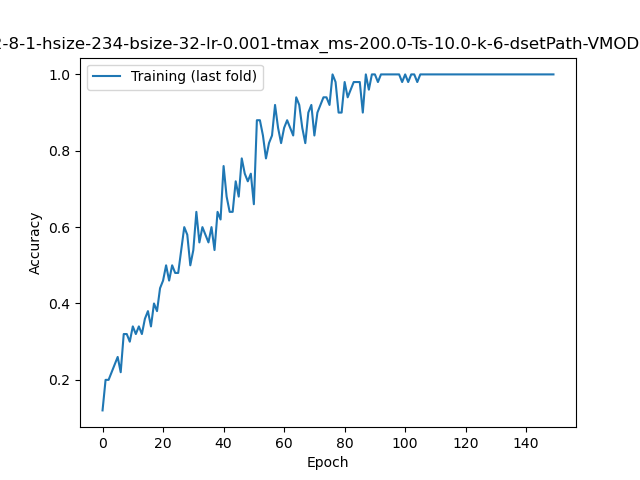 -8-1-hsize-234-bsize-32-lr-0.001-tmax_ms-200.0-Ts-10.0-k-6-dsetPath-VMOD
Training (last fold)
1.0
0.8
0.6
0.4
0.2
Accuracy
0 20 40 60 80 100 120 140
Epoch